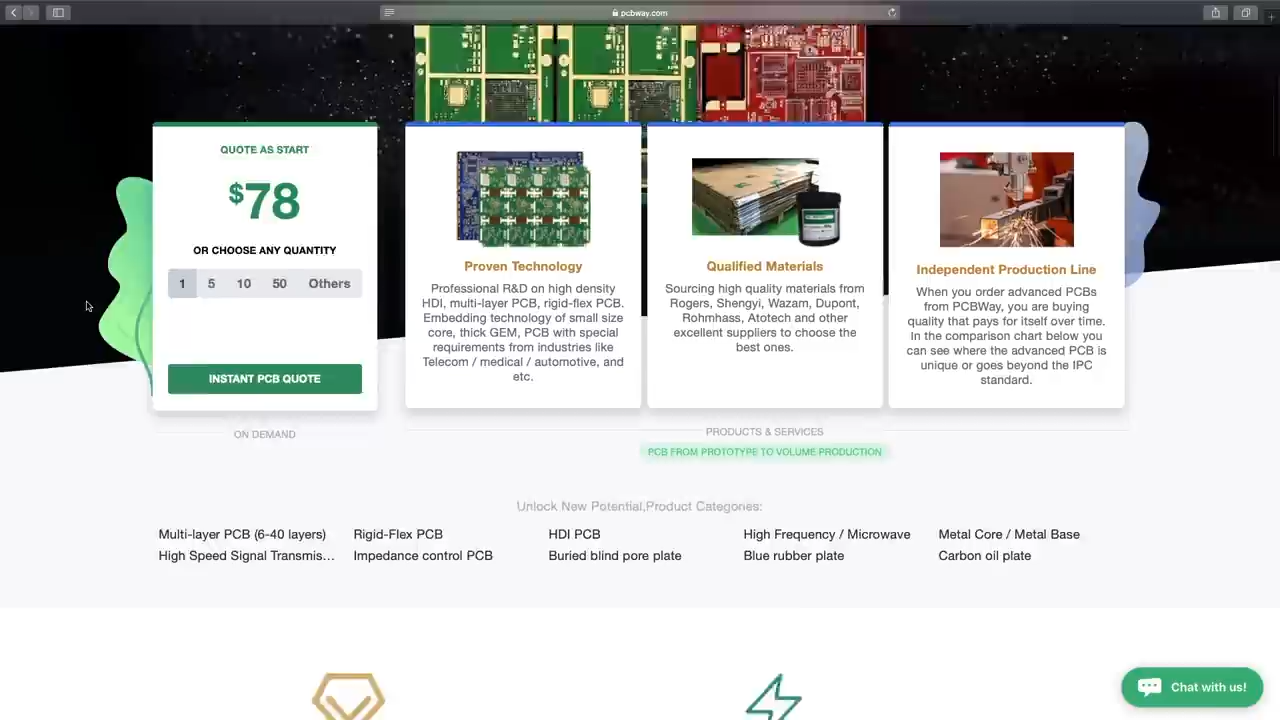 pcbway.com
QUOTE AS START
$78
OR CHOOSE ANY QUANTITY
1 5 10 50 Others
INSTANT PCB QUOTE
ON DEMAND
Proven Technology
Professional R&D on high density
HDI, multi-layer PCB, rigid-flex PCB.
Embedding technology of small size
core, thick GEM, PCB with special
requirements from industries like
Telecom / medical / automotive, and
etc.
Qualified Materials
Sourcing high quality materials from
Rogers, Shengyi, Wazam, Dupont,
Rohmhass, Atotech and other
excellent suppliers to choose the
best ones.
Independent Production Line
When you order advanced PCBs
from PCBWay, you are buying
quality that pays for itself over time.
In the comparison chart below you
can see where the advanced PCB is
unique or goes beyond the IPC
standard.
PRODUCTS & SERVICES
PCB FROM PROTOTYPE TO VOLUME PRODUCTION
Unlock New Potential,Product Categories:
Multi-layer PCB (6-40 layers) Rigid-Flex PCB HDI PCB High Frequency / Microwave Metal Core / Metal Base
High Speed Signal Transmis... Impedance control PCB Buried blind pore plate Blue rubber plate Carbon oil plate
Chat with us!